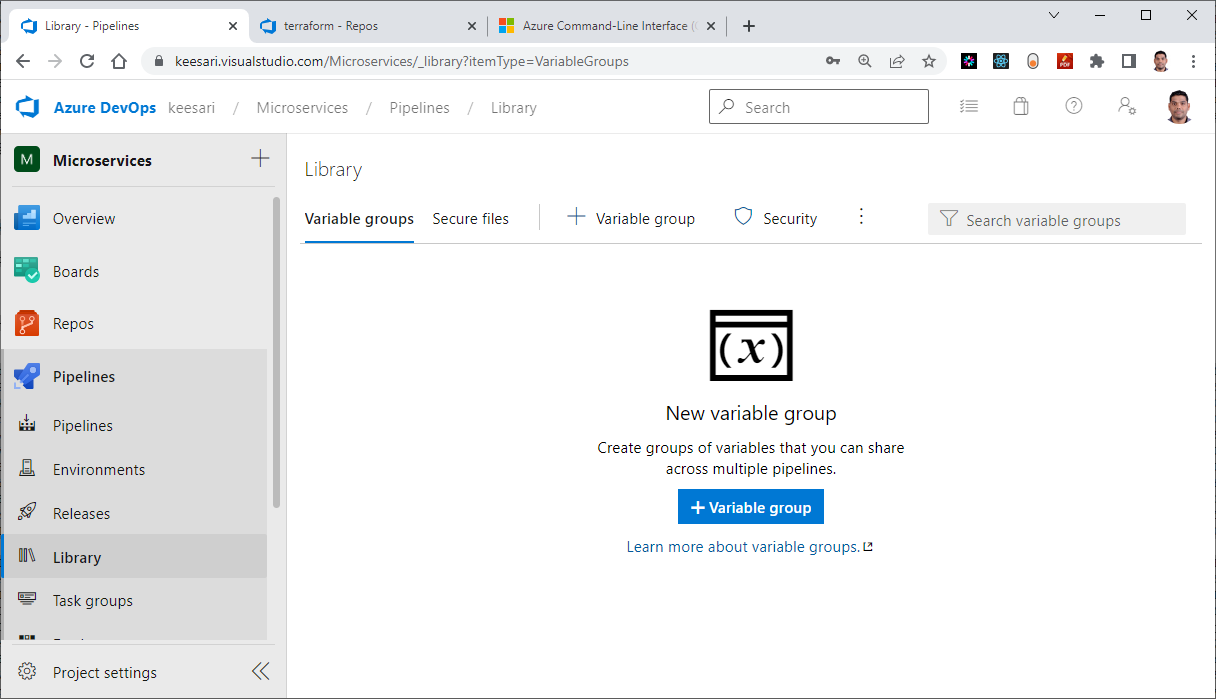 Library - Pipelines
terraform - Repos
Azure Command-Line Interface (
keesari.visualstudio.com/Microservices/_library?itemType=VariableGroups
PDF
Azure DevOps keesari / Microservices / Pipelines / Library
Search
M Microservices
Overview
Boards
Repos
Pipelines
Pipelines
Environments
Releases
Library
Task groups
Project settings
Library
Variable groups
Secure files
Variable group
Security
Search variable groups
(x)
New variable group
Create groups of variables that you can share
across multiple pipelines.
+ Variable group
Learn more about variable groups.